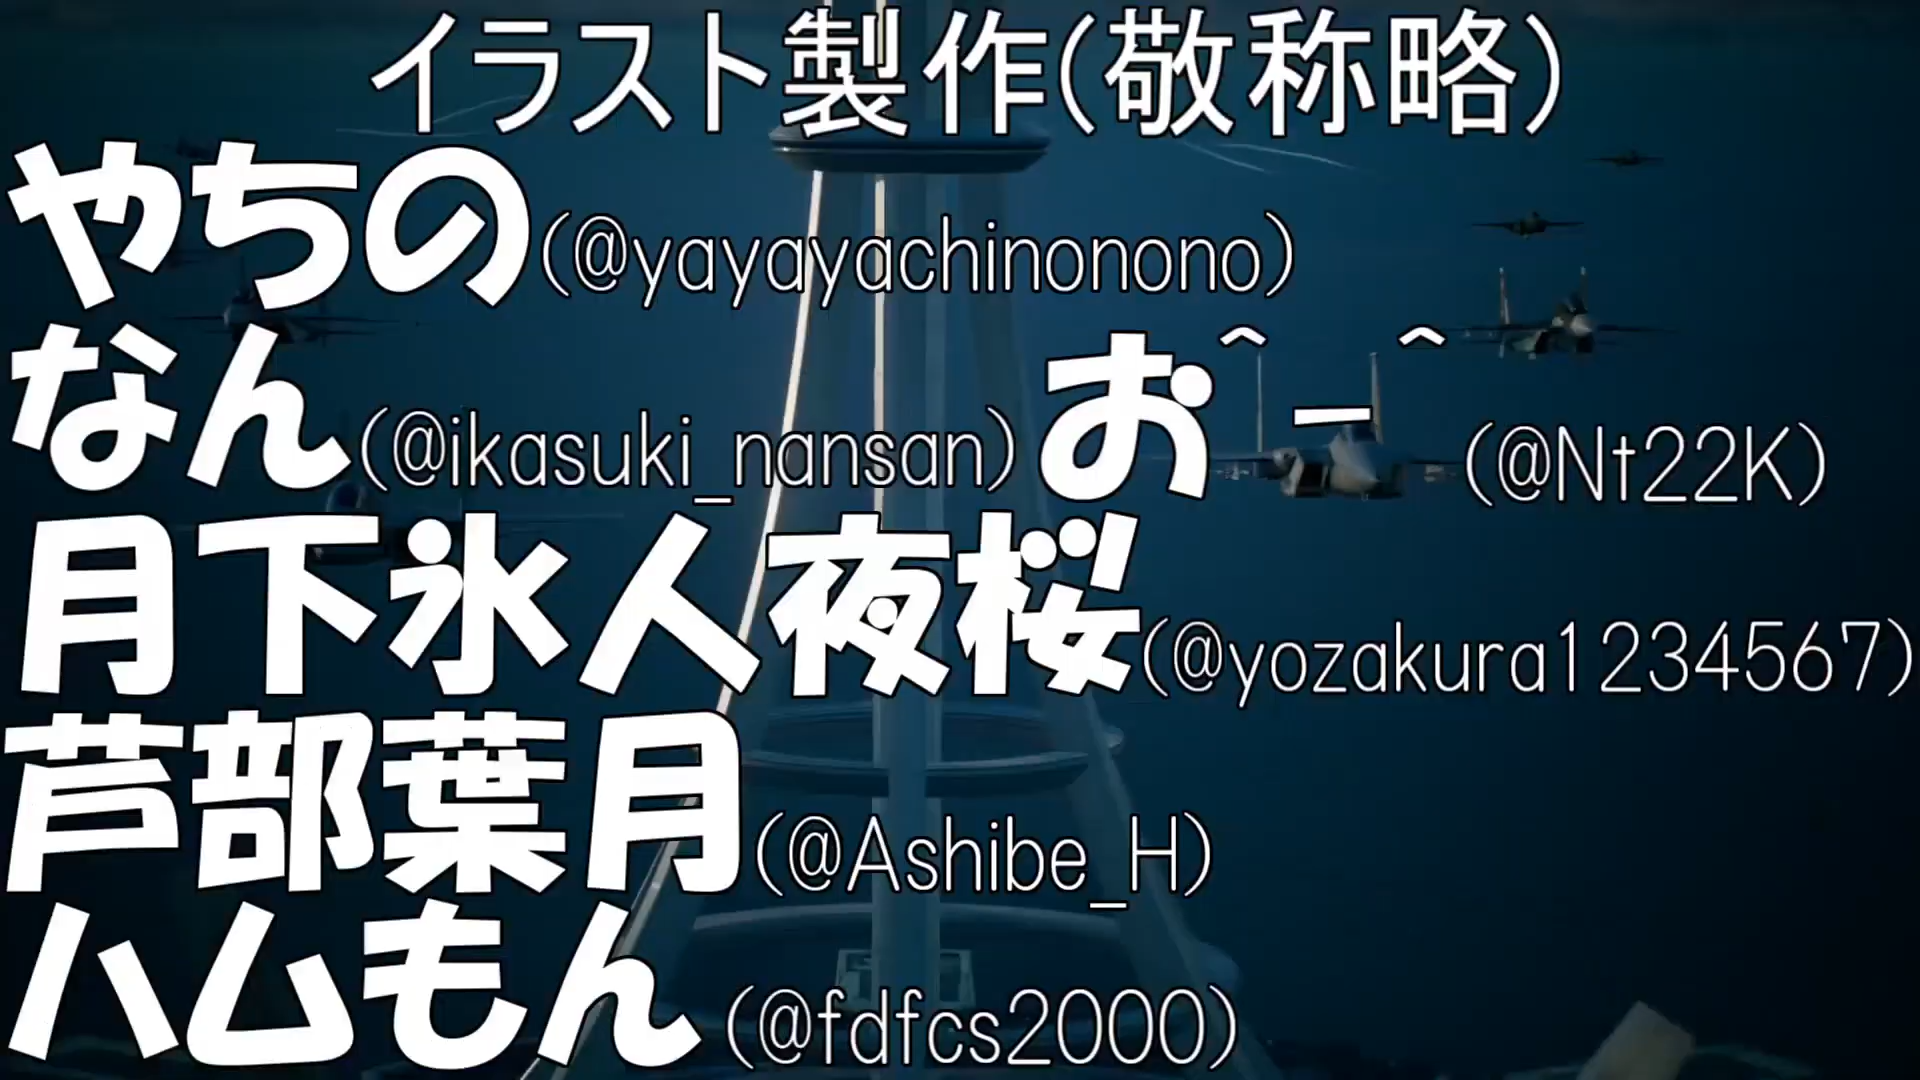 イラスト製作(敬称略)
やちの(@yayayachinonono)
なん(@ikasuki_nansan) お^_^(@Nt22K)
月下氷人夜桜(@yozakura1234567)
芦部葉月(@Ashibe_H)
ハムもん(@fdfcs2000)